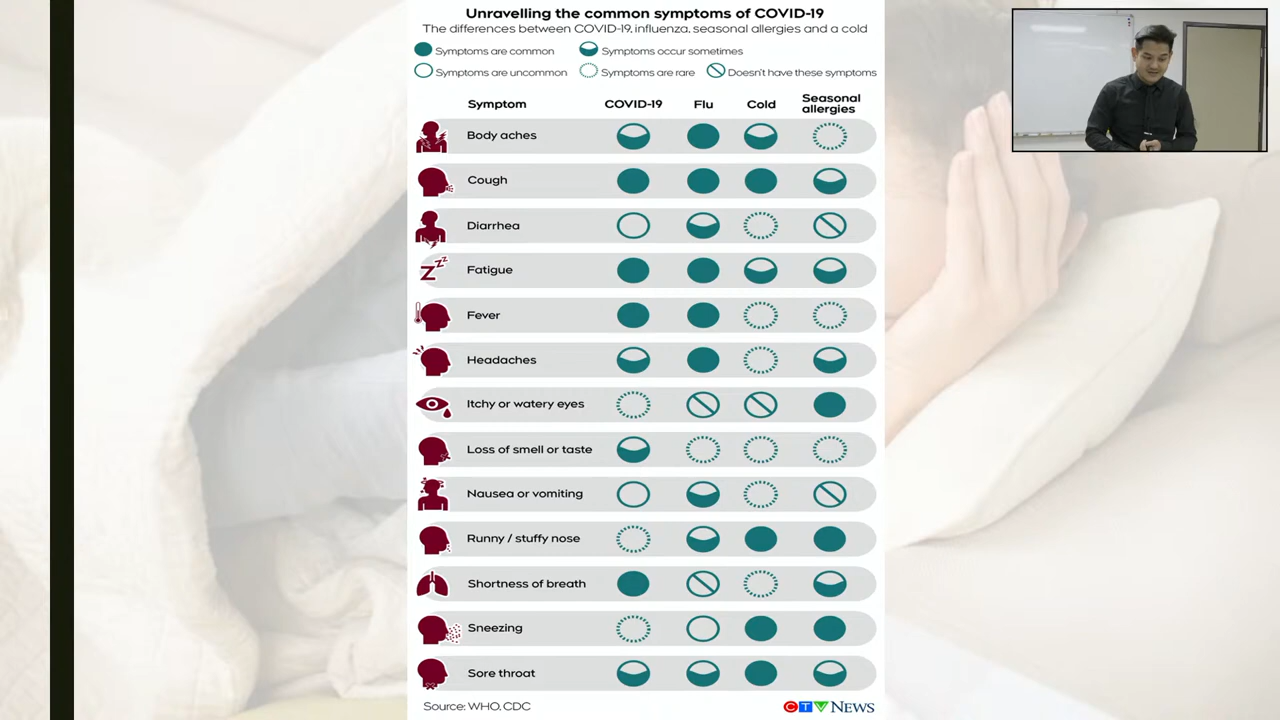 Unravelling the common symptoms of COVID-19
The differences between COVID-19, influenza, seasonal allergies and a cold
Symptoms are common Symptoms occur sometimes
Symptoms are uncommon Symptoms are rare Doesn't have these symptoms
Symptom COVID-19 Flu Cold Seasonal allergies
Body aches
Cough
Diarrhea
Fatigue
Fever
Headaches
Itchy or watery eyes
Loss of smell or taste
Nausea or vomiting
Runny / stuffy nose
Shortness of breath
Sneezing
Sore throat
Source: WHO, CDC CTV NEWS